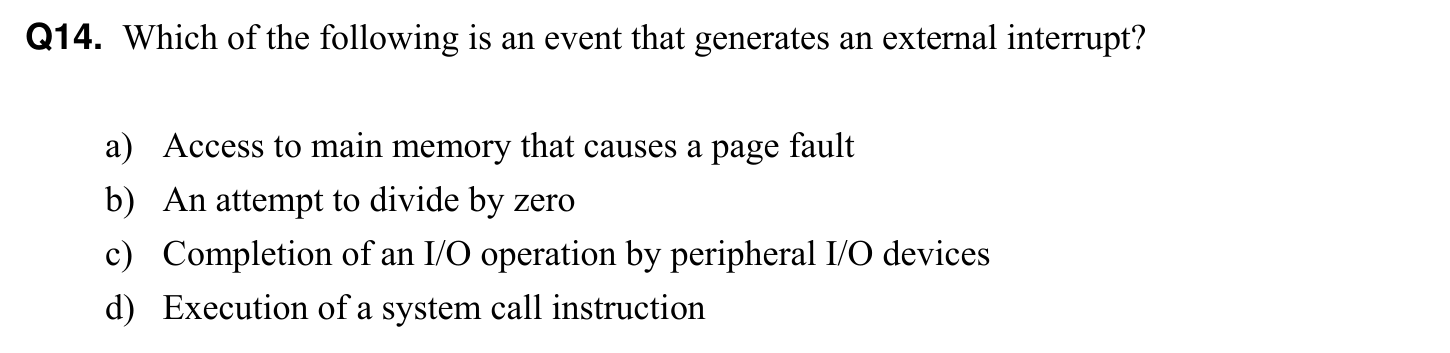 Q14. Which of the following is an event that generates an external interrupt?
a) Access to main memory that causes a page fault
b) An attempt to divide by zero
c) Completion of an I/O operation by peripheral I/O devices
d) Execution of a system call instruction